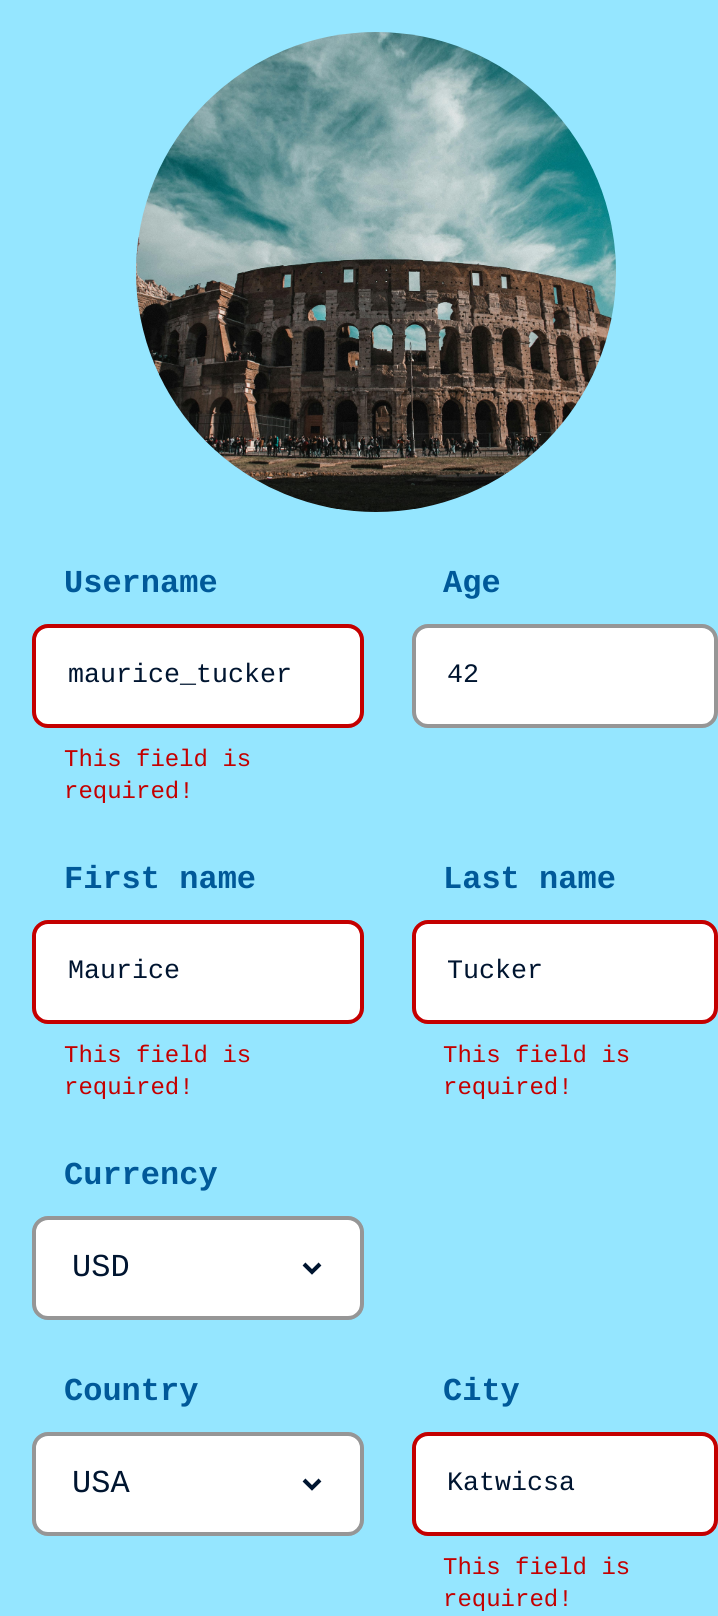 Username
Age
maurice_tucker
42
This field is
required!
First name
Last name
Maurice
Tucker
This field is
required!
This field is
required!
Currency
USD
Country
City
USA
Katwicsa
This field is
required!